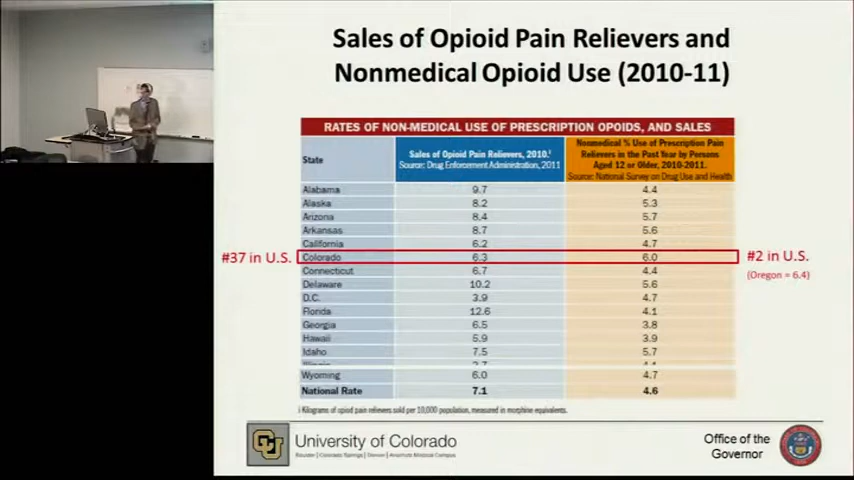 Sales of Opioid Pain Relievers and
Nonmedical Opioid Use (2010-11)
RATES OF NON-MEDICAL USE OF PRESCRIPTION OPOIDS, AND SALES
State
Sales of Opioid Pain Relievers, 2010.i
Source: Drug Enforcement Administration, 2011
Nonmedical % Use of Prescription Pain
Relievers in the Past Year by Persons
Aged 12 or Older, 2010-2011.
Source: National Survey on Drug Use and Health
Alabama 9.7 4.4
Alaska 8.2 5.3
Arizona 8.4 5.7
Arkansas 8.7 5.6
California 6.2 4.7
#37 in U.S. Colorado 6.3 6.0 #2 in U.S.
(Oregon = 6.4)
Connecticut 6.7 4.4
Delaware 10.2 5.6
D.C. 3.9 4.7
Florida 12.6 4.1
Georgia 6.5 3.8
Hawaii 5.9 3.9
Idaho 7.5 5.7
Wyoming 6.0 4.7
National Rate 7.1 4.6
i Kilograms of opioid pain relievers sold per 10,000 population, measured in morphine equivalents.
CU
University of Colorado
Boulder | Colorado Springs | Denver | Anschutz Medical Campus
Office of the
Governor